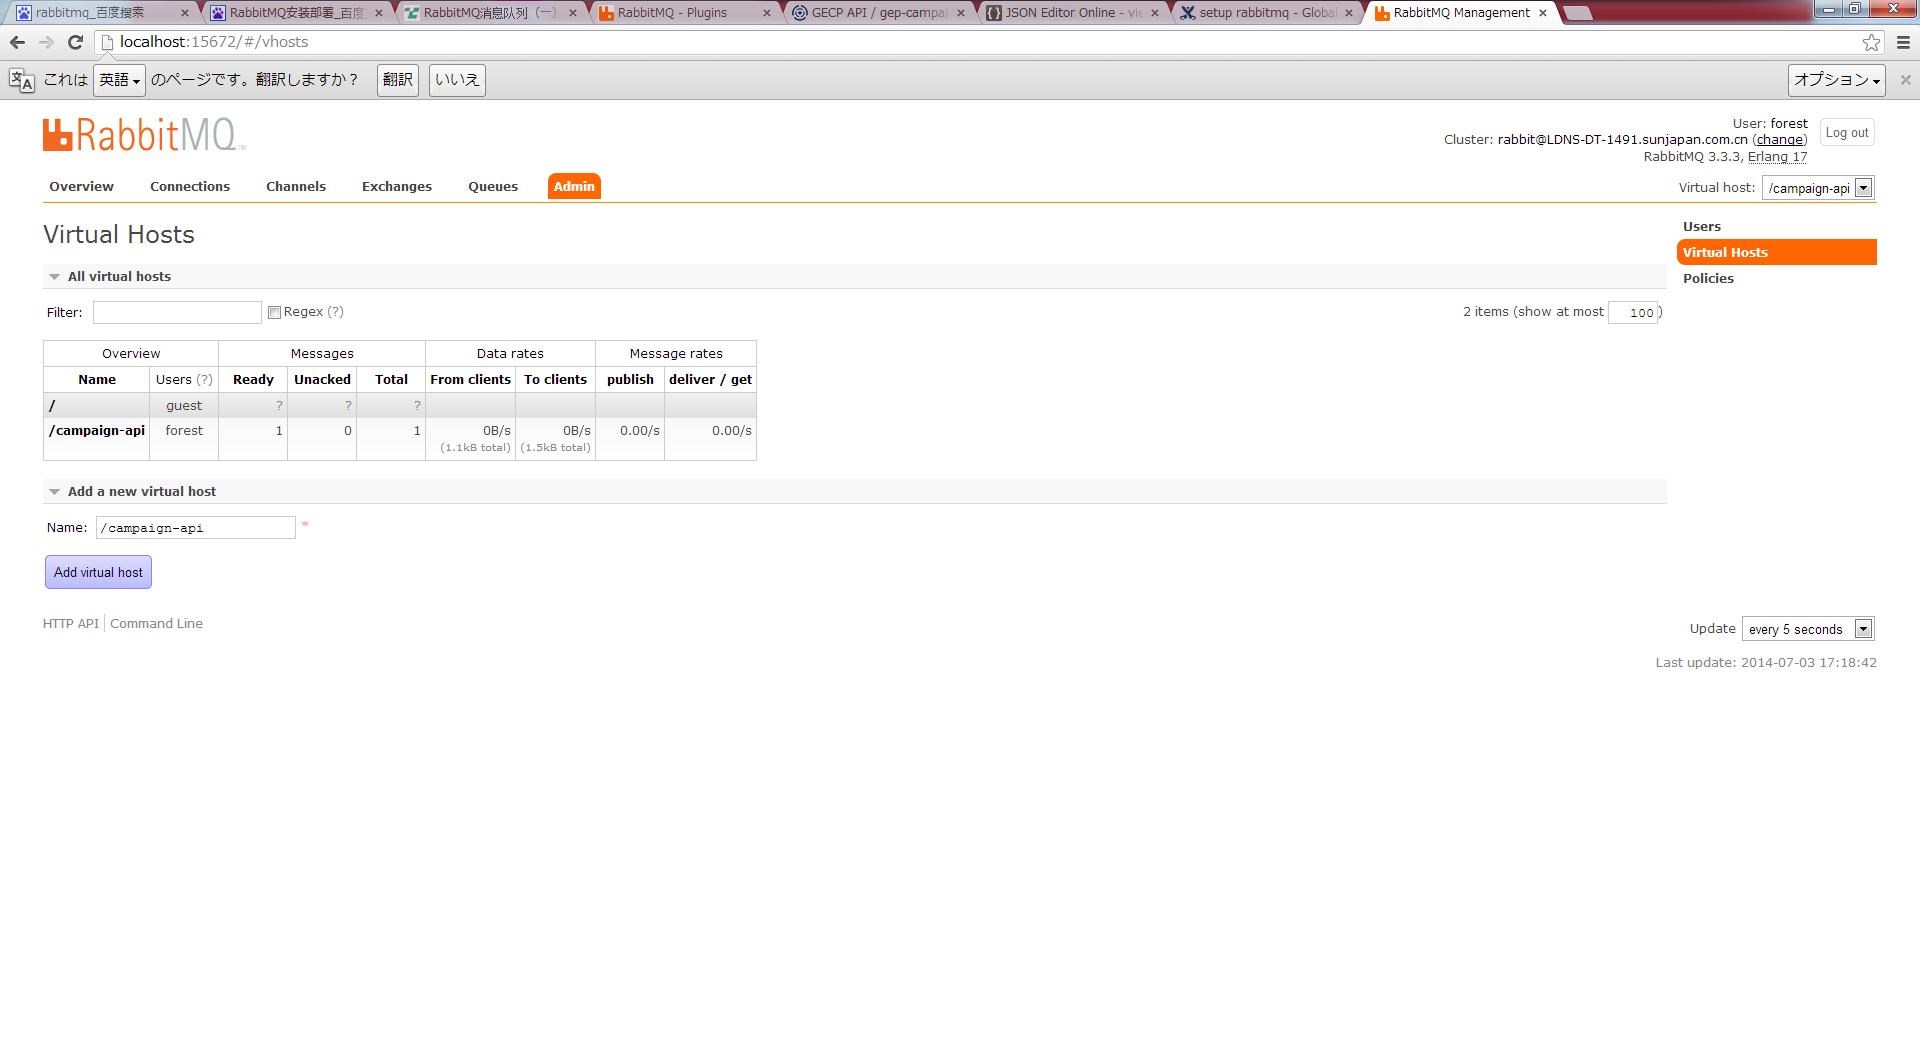 rabbitmq_百度搜索
RabbitMQ安装部署_百度
RabbitMQ消息队列（一）
RabbitMQ - Plugins
GECP API / gep-campai
JSON Editor Online - vie
setup rabbitmq - Global
RabbitMQ Management
localhost:15672/#/vhosts
これは 英語 のページです。翻訳しますか？ 翻訳 いいえ オプション
RabbitMQ™
User: forest
Cluster: rabbit@LDNS-DT-1491.sunjapan.com.cn (change)
RabbitMQ 3.3.3, Erlang 17
Log out
Overview Connections Channels Exchanges Queues Admin
Virtual host: /campaign-api
Virtual Hosts
Users
Virtual Hosts
Policies
All virtual hosts
Filter: Regex (?) 2 items (show at most 100)
Overview Messages Data rates Message rates
Name Users (?) Ready Unacked Total From clients To clients publish deliver / get
/ guest ? ? ?
/campaign-api forest 1 0 1 0B/s 0B/s 0.00/s 0.00/s
(1.1kB total) (1.5kB total)
Add a new virtual host
Name: /campaign-api *
Add virtual host
HTTP API Command Line
Update every 5 seconds
Last update: 2014-07-03 17:18:42